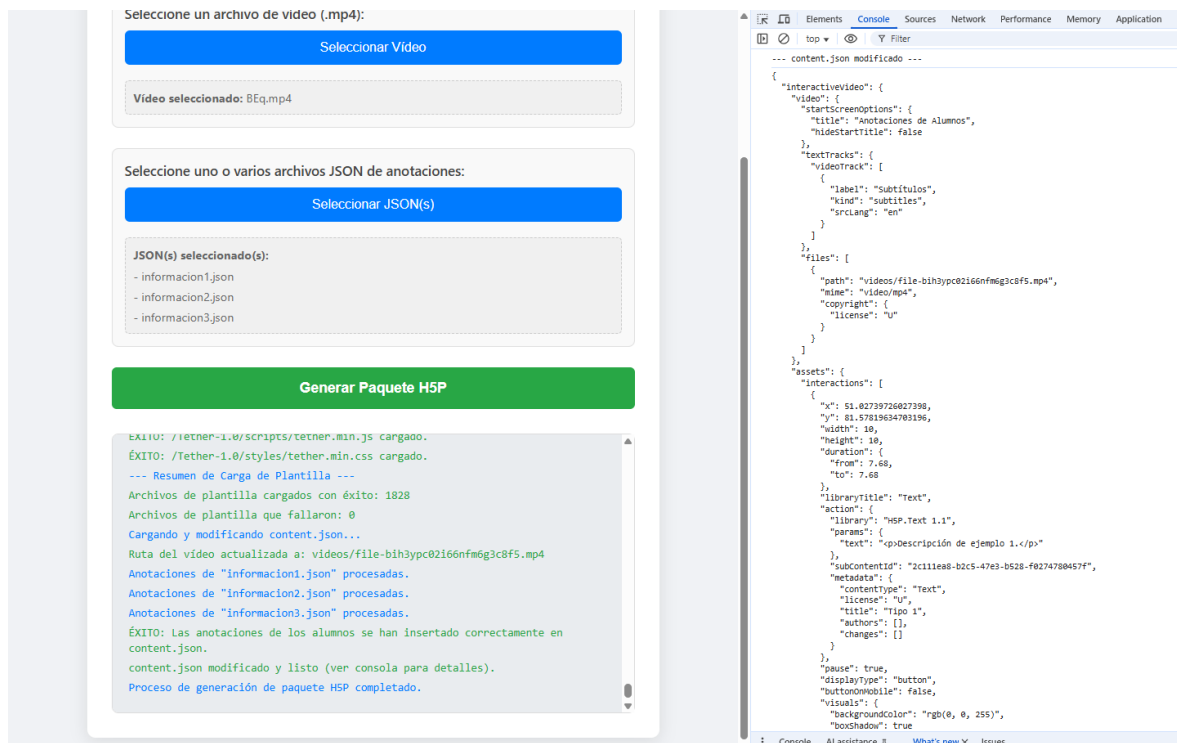 Seleccione un archivo de vídeo (.mp4):
Seleccionar Vídeo
Vídeo seleccionado: BEq.mp4
Seleccione uno o varios archivos JSON de anotaciones:
Seleccionar JSON(s)
JSON(s) seleccionado(s):
- informacion1.json
- informacion2.json
- informacion3.json
Generar Paquete H5P
ÉXITO: /Tether-1.0/scripts/tether.min.js cargado.
ÉXITO: /Tether-1.0/styles/tether.min.css cargado.
--- Resumen de Carga de Plantilla ---
Archivos de plantilla cargados con éxito: 1828
Archivos de plantilla que fallaron: 0
Cargando y modificando content.json...
Ruta del vídeo actualizada a: videos/file-bih3ypc02i66nfm6g3c8f5.mp4
Anotaciones de "informacion1.json" procesadas.
Anotaciones de "informacion2.json" procesadas.
Anotaciones de "informacion3.json" procesadas.
ÉXITO: Las anotaciones de los alumnos se han insertado correctamente en
content.json.
content.json modificado y listo (ver consola para detalles).
Proceso de generación de paquete H5P completado.
Elements Console Sources Network Performance Memory Application
top Filter
--- content.json modificado ---
{
"interactiveVideo": {
"video": {
"startScreenOptions": {
"title": "Anotaciones de Alumnos",
"hideStartTitle": false
},
"textTracks": {
"videoTrack": [
{
"label": "Subtítulos",
"kind": "subtitles",
"srcLang": "en"
}
]
},
"files": [
{
"path": "videos/file-bih3ypc02i66nfm6g3c8f5.mp4",
"mime": "video/mp4",
"copyright": {
"license": "U"
}
}
]
},
"assets": {
"interactions": [
{
"x": 51.02739726027398,
"y": 81.57819634703196,
"width": 10,
"height": 10,
"duration": {
"from": 7.68,
"to": 7.68
},
"libraryTitle": "Text",
"action": {
"library": "H5P.Text 1.1",
"params": {
"text": "<p>Descripción de ejemplo 1.</p>"
},
"subContentId": "2c111ea8-b2c5-47e3-b528-f0274780457f",
"metadata": {
"contentType": "Text",
"license": "U",
"title": "Tipo 1",
"authors": [],
"changes": []
}
},
"pause": true,
"displayType": "button",
"buttonOnMobile": false,
"visuals": {
"backgroundColor": "rgb(0, 0, 255)",
"boxShadow": true
Console AI assistance What's new X Issues